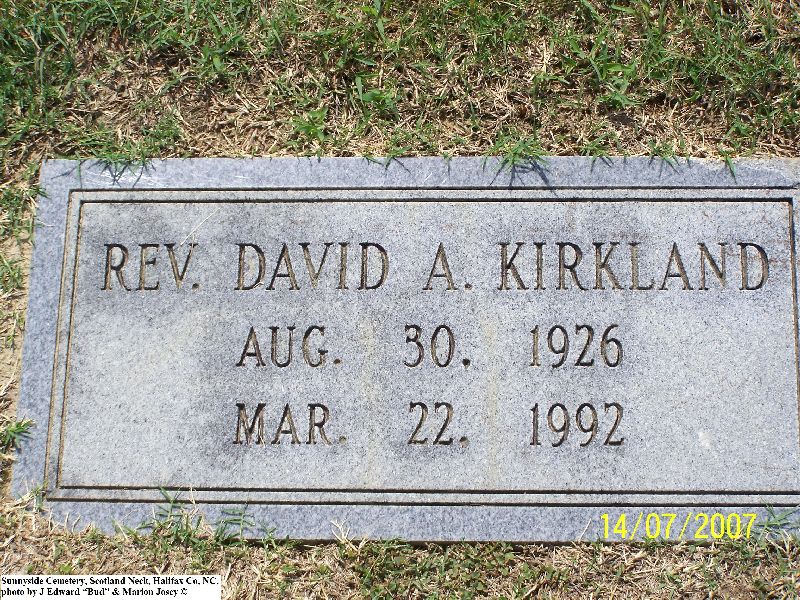 REV. DAVID A. KIRKLAND
AUG. 30. 1926
MAR. 22. 1992
14/07/2007
Sunnyside Cemetery, Scotland Neck, Halifax Co, NC.
photo by J Edward "Bud" & Marion Josey ©